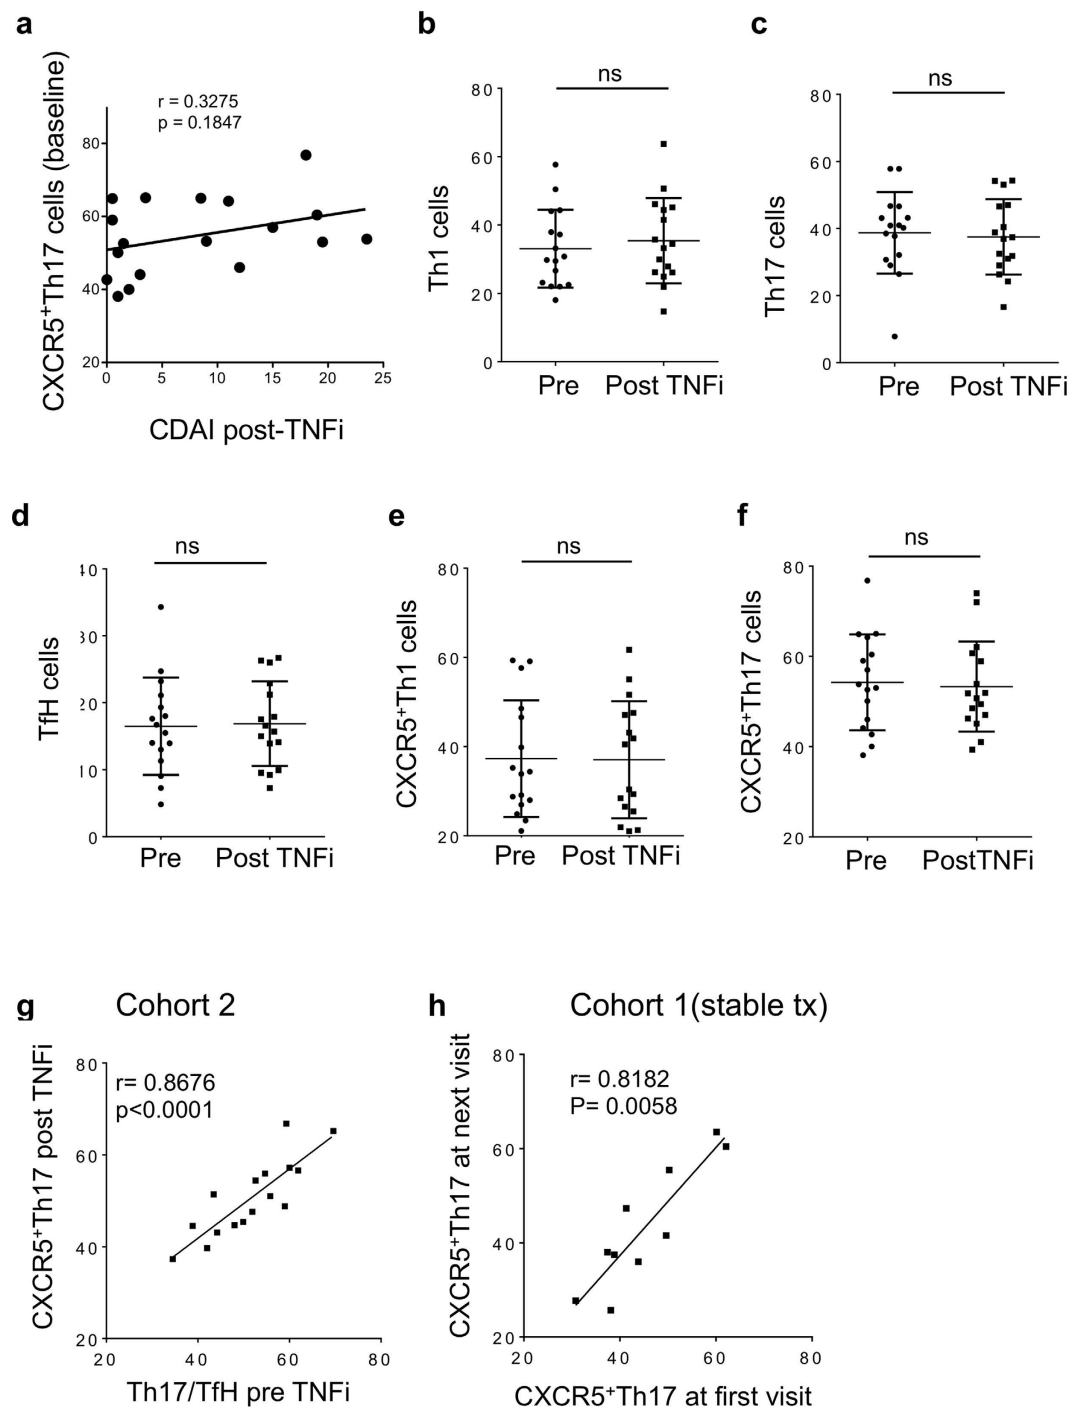 a
CXCR5+Th17 cells (baseline)
r = 0.3275
p = 0.1847
80
60
40
20
0 5 10 15 20 25
CDAI post-TNFi
b
ns
Th1 cells
80
60
40
20
0
Pre Post TNFi
c
ns
Th17 cells
80
60
40
20
0
Pre Post TNFi
d
ns
TfH cells
40
30
20
10
0
Pre Post TNFi
e
ns
CXCR5+Th1 cells
80
60
40
20
Pre Post TNFi
f
ns
CXCR5+Th17 cells
80
60
40
20
Pre PostTNFi
g
Cohort 2
CXCR5+Th17 post TNFi
r= 0.8676
p<0.0001
80
60
40
20
20 40 60 80
Th17/TfH pre TNFi
h
Cohort 1(stable tx)
CXCR5+Th17 at next visit
r= 0.8182
P= 0.0058
80
60
40
20
20 40 60 80
CXCR5+Th17 at first visit